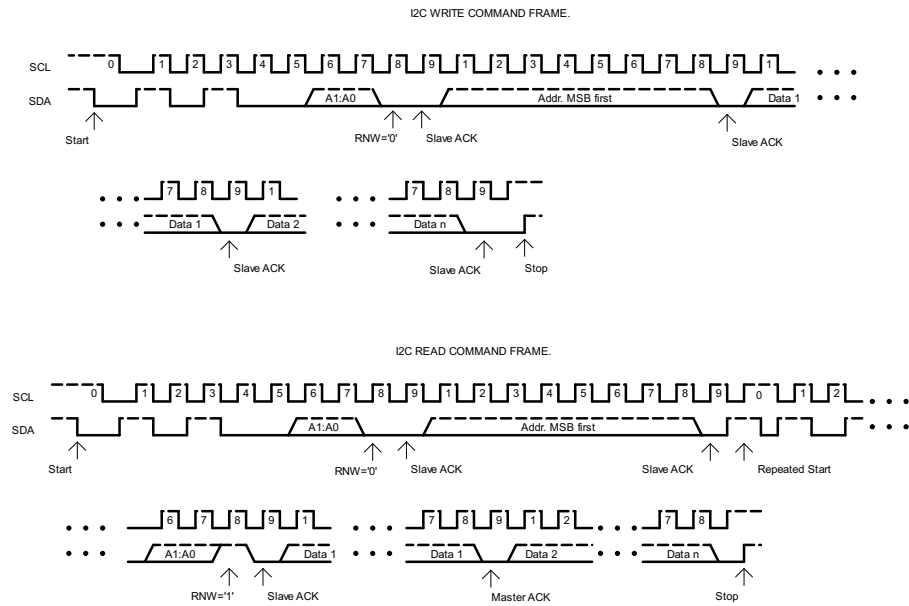 I2C WRITE COMMAND FRAME.
SCL 0 1 2 3 4 5 6 7 8 9 1 2 3 4 5 6 7 8 9 1
SDA A1:A0 Addr. MSB first Data 1
Start RNW='0' Slave ACK Slave ACK
7 8 9 1 7 8 9
Data 1 Data 2 Data n
Slave ACK Slave ACK Stop
I2C READ COMMAND FRAME.
SCL 0 1 2 3 4 5 6 7 8 9 1 2 3 4 5 6 7 8 9 0 1 2
SDA A1:A0 Addr. MSB first
Start RNW='0' Slave ACK Slave ACK Repeated Start
6 7 8 9 1 7 8 9 1 2 7 8
A1:A0 Data 1 Data 1 Data 2 Data n
RNW='1' Slave ACK Master ACK Stop